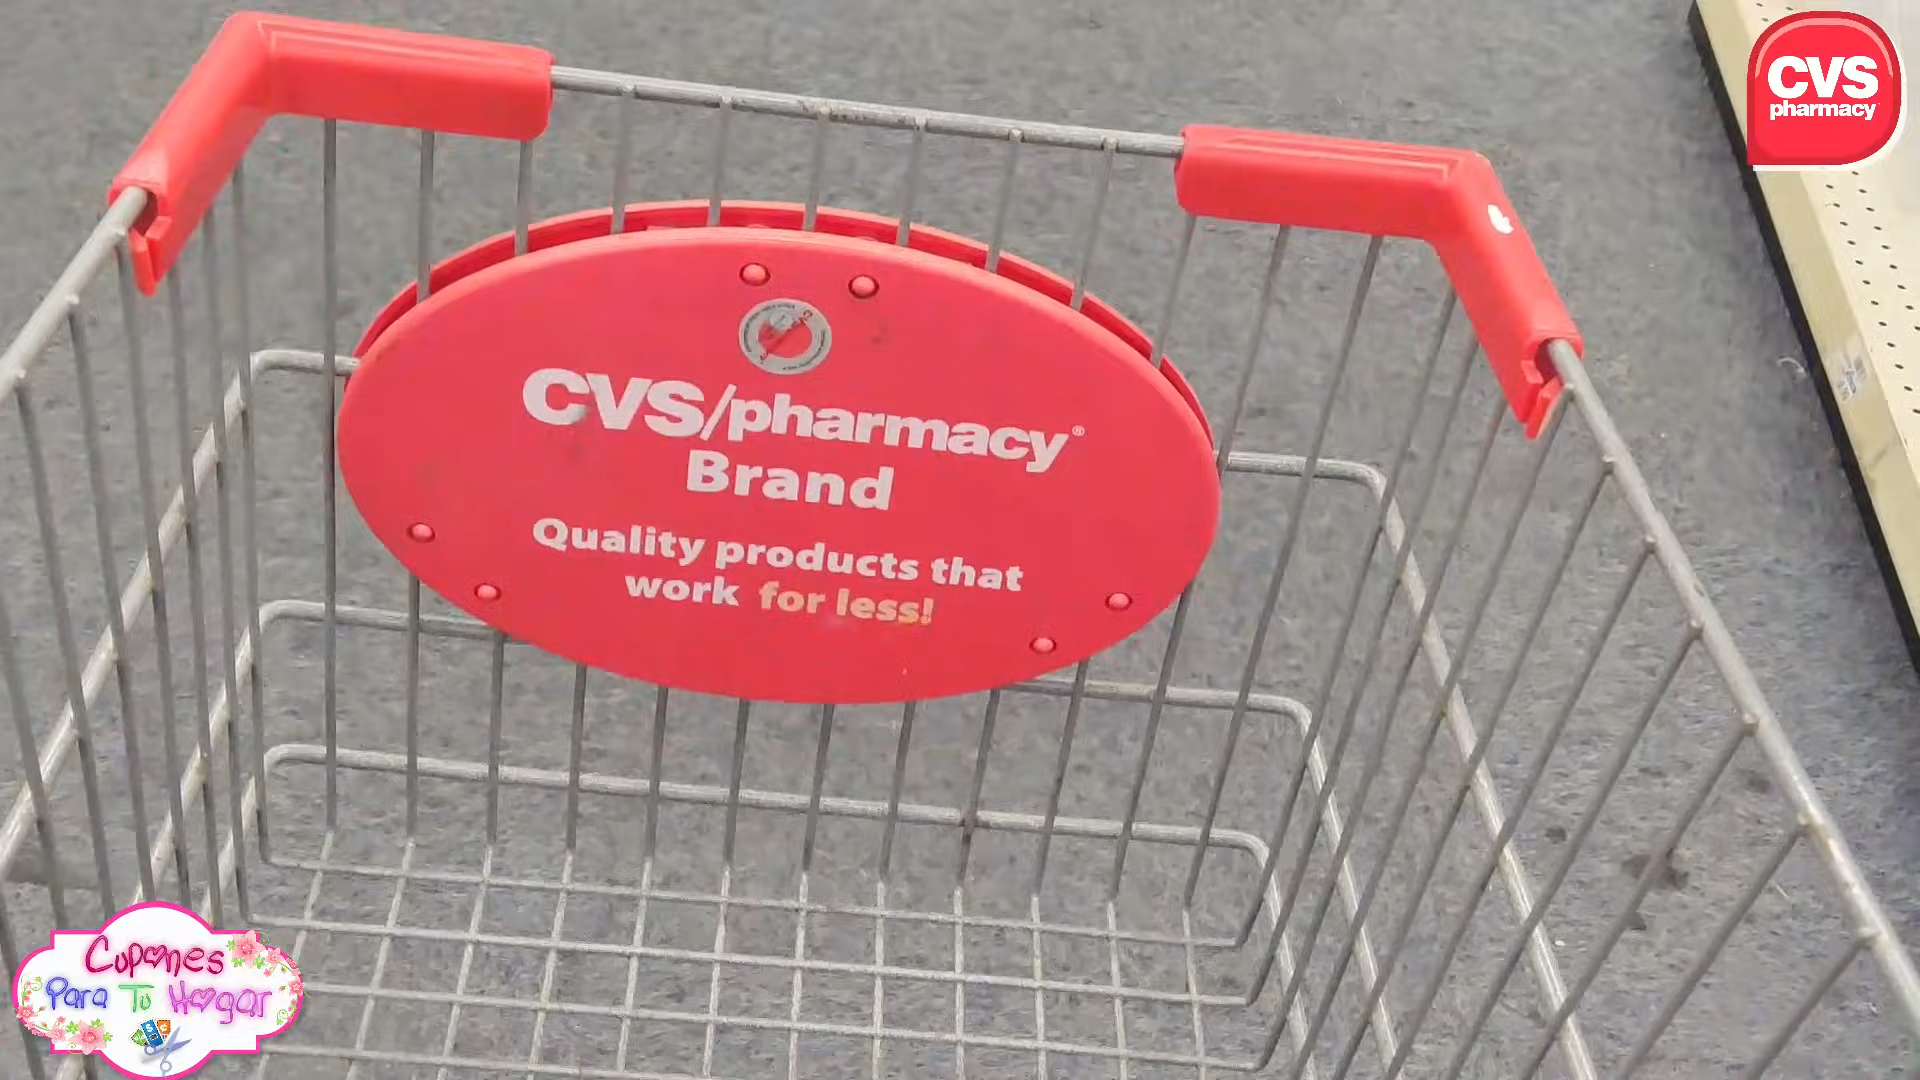 CVS
pharmacy
CVS/pharmacy®
Brand
Quality products that
work for less!
Cupones
Para Tu Hogar